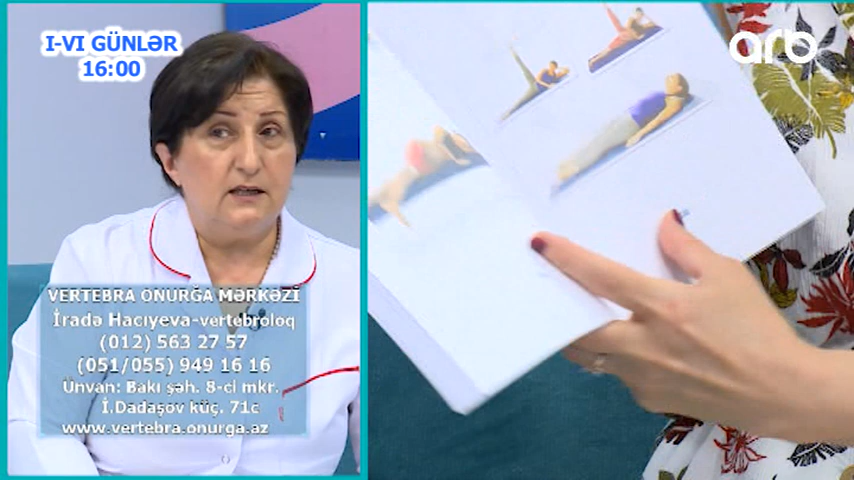 I-VI GÜNLƏR
16:00
arb
VERTEBRA ONURĞA MƏRKƏZİ
İradə Hacıyeva-vertebroloq
(012) 563 27 57
(051/055) 949 16 16
Ünvan: Bakı şəh. 8-ci mkr.
İ.Dadaşov küç. 71c
www.vertebra.onurga.az